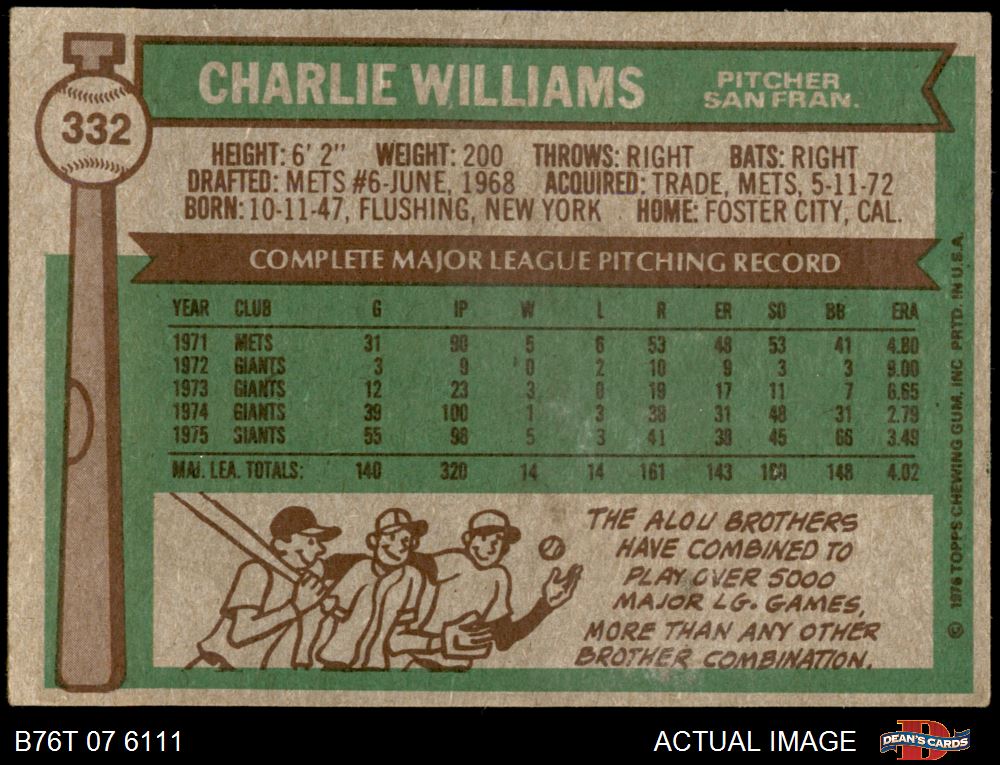 332
CHARLIE WILLIAMS PITCHER SAN FRAN.
HEIGHT: 6' 2" WEIGHT: 200 THROWS: RIGHT BATS: RIGHT
DRAFTED: METS #6-JUNE, 1968 ACQUIRED: TRADE, METS, 5-11-72
BORN: 10-11-47, FLUSHING, NEW YORK HOME: FOSTER CITY, CAL.
COMPLETE MAJOR LEAGUE PITCHING RECORD
YEAR CLUB G IP W L R ER SO BB ERA
1971 METS 31 90 5 6 53 48 53 41 4.80
1972 GIANTS 3 9 0 2 10 9 3 3 9.00
1973 GIANTS 12 23 3 0 19 17 11 7 6.65
1974 GIANTS 39 100 1 3 38 31 48 31 2.79
1975 GIANTS 55 98 5 3 41 38 45 66 3.49
MAJ. LEA. TOTALS: 140 320 14 14 161 143 160 148 4.02
THE ALOU BROTHERS
HAVE COMBINED TO
PLAY OVER 5000
MAJOR LG. GAMES,
MORE THAN ANY OTHER
BROTHER COMBINATION.
© 1976 TOPPS CHEWING GUM, INC. PRTD. IN U.S.A.
B76T 07 6111 ACTUAL IMAGE DEAN'S CARDS